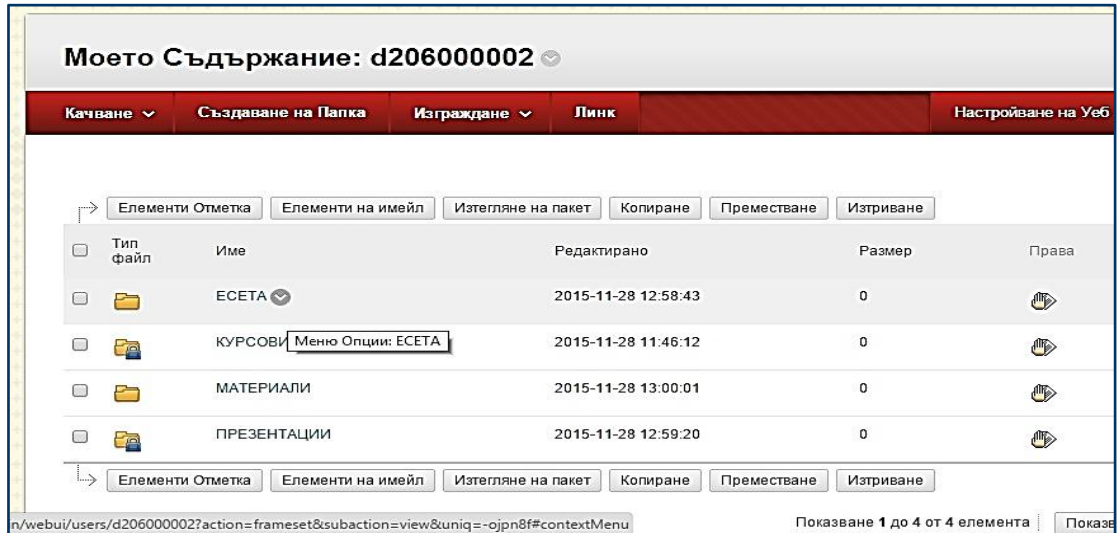 Моето Съдържание: d206000002
Качване Създаване на Папка Изграждане Линк Настройване на Уеб
Елементи Отметка Елементи на имейл Изтегляне на пакет Копиране Преместване Изтриване
Тип файл Име Редактирано Размер Права
ЕСЕТА 2015-11-28 12:58:43 0
КУРСОВИ Меню Опции: ЕСЕТА 2015-11-28 11:46:12 0
МАТЕРИАЛИ 2015-11-28 13:00:01 0
ПРЕЗЕНТАЦИИ 2015-11-28 12:59:20 0
Елементи Отметка Елементи на имейл Изтегляне на пакет Копиране Преместване Изтриване
n/webui/users/d206000002?action=frameset&subaction=view&uniq=-ojpn8f#contextMenu Показване 1 до 4 от 4 елемента